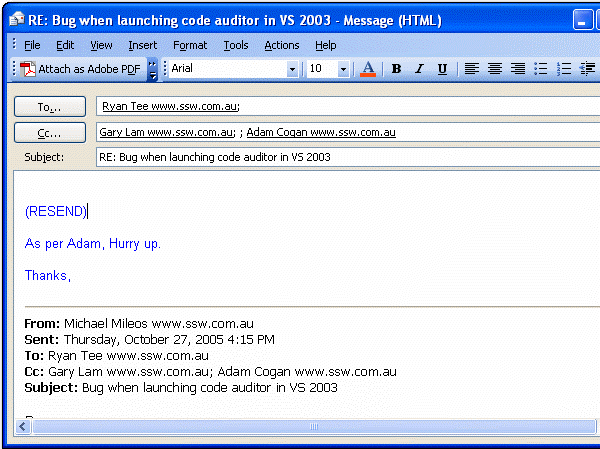 RE: Bug when launching code auditor in VS 2003 - Message (HTML)
File Edit View Insert Format Tools Actions Help
Attach as Adobe PDF Arial 10 A B I U
To... Ryan Tee www.ssw.com.au;
Cc... Gary Lam www.ssw.com.au; ; Adam Cogan www.ssw.com.au
Subject: RE: Bug when launching code auditor in VS 2003
(RESEND)
As per Adam, Hurry up.
Thanks,
From: Michael Mileos www.ssw.com.au
Sent: Thursday, October 27, 2005 4:15 PM
To: Ryan Tee www.ssw.com.au
Cc: Gary Lam www.ssw.com.au; Adam Cogan www.ssw.com.au
Subject: Bug when launching code auditor in VS 2003